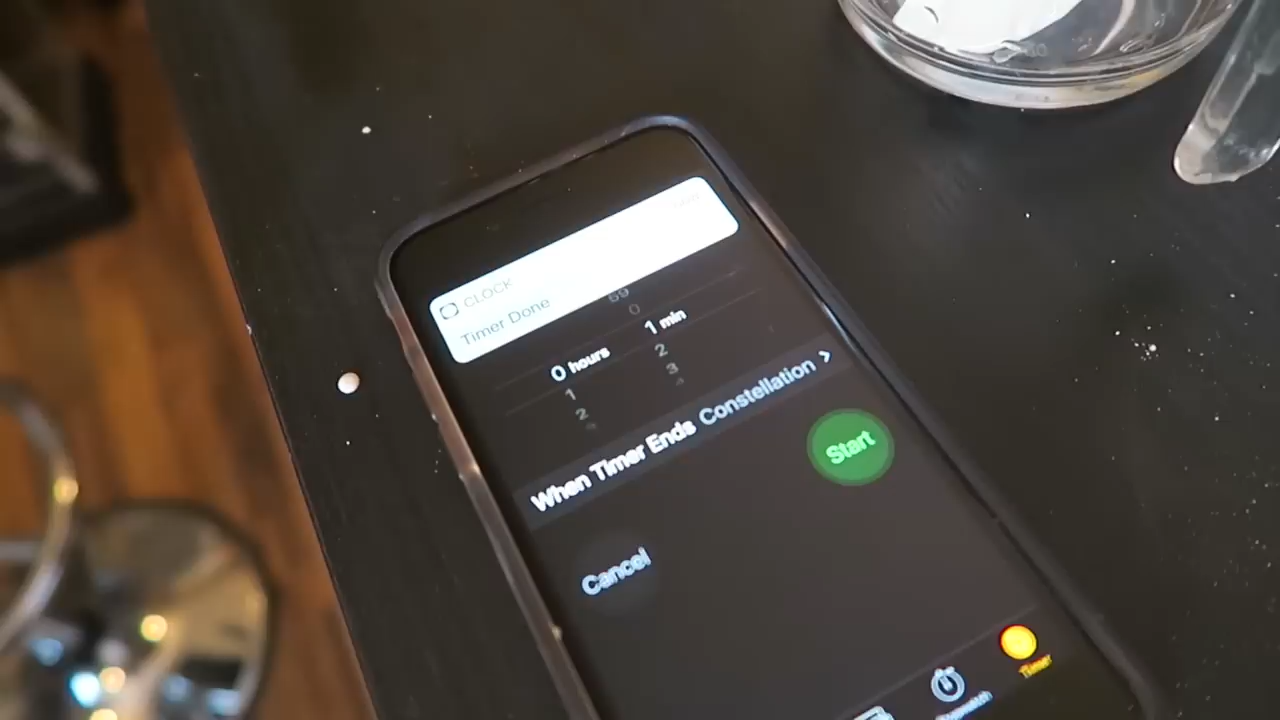 CLOCK
Timer Done
59
0
0 hours 1 min
1 2
2 3
When Timer Ends Constellation >
Start
Cancel
Timer